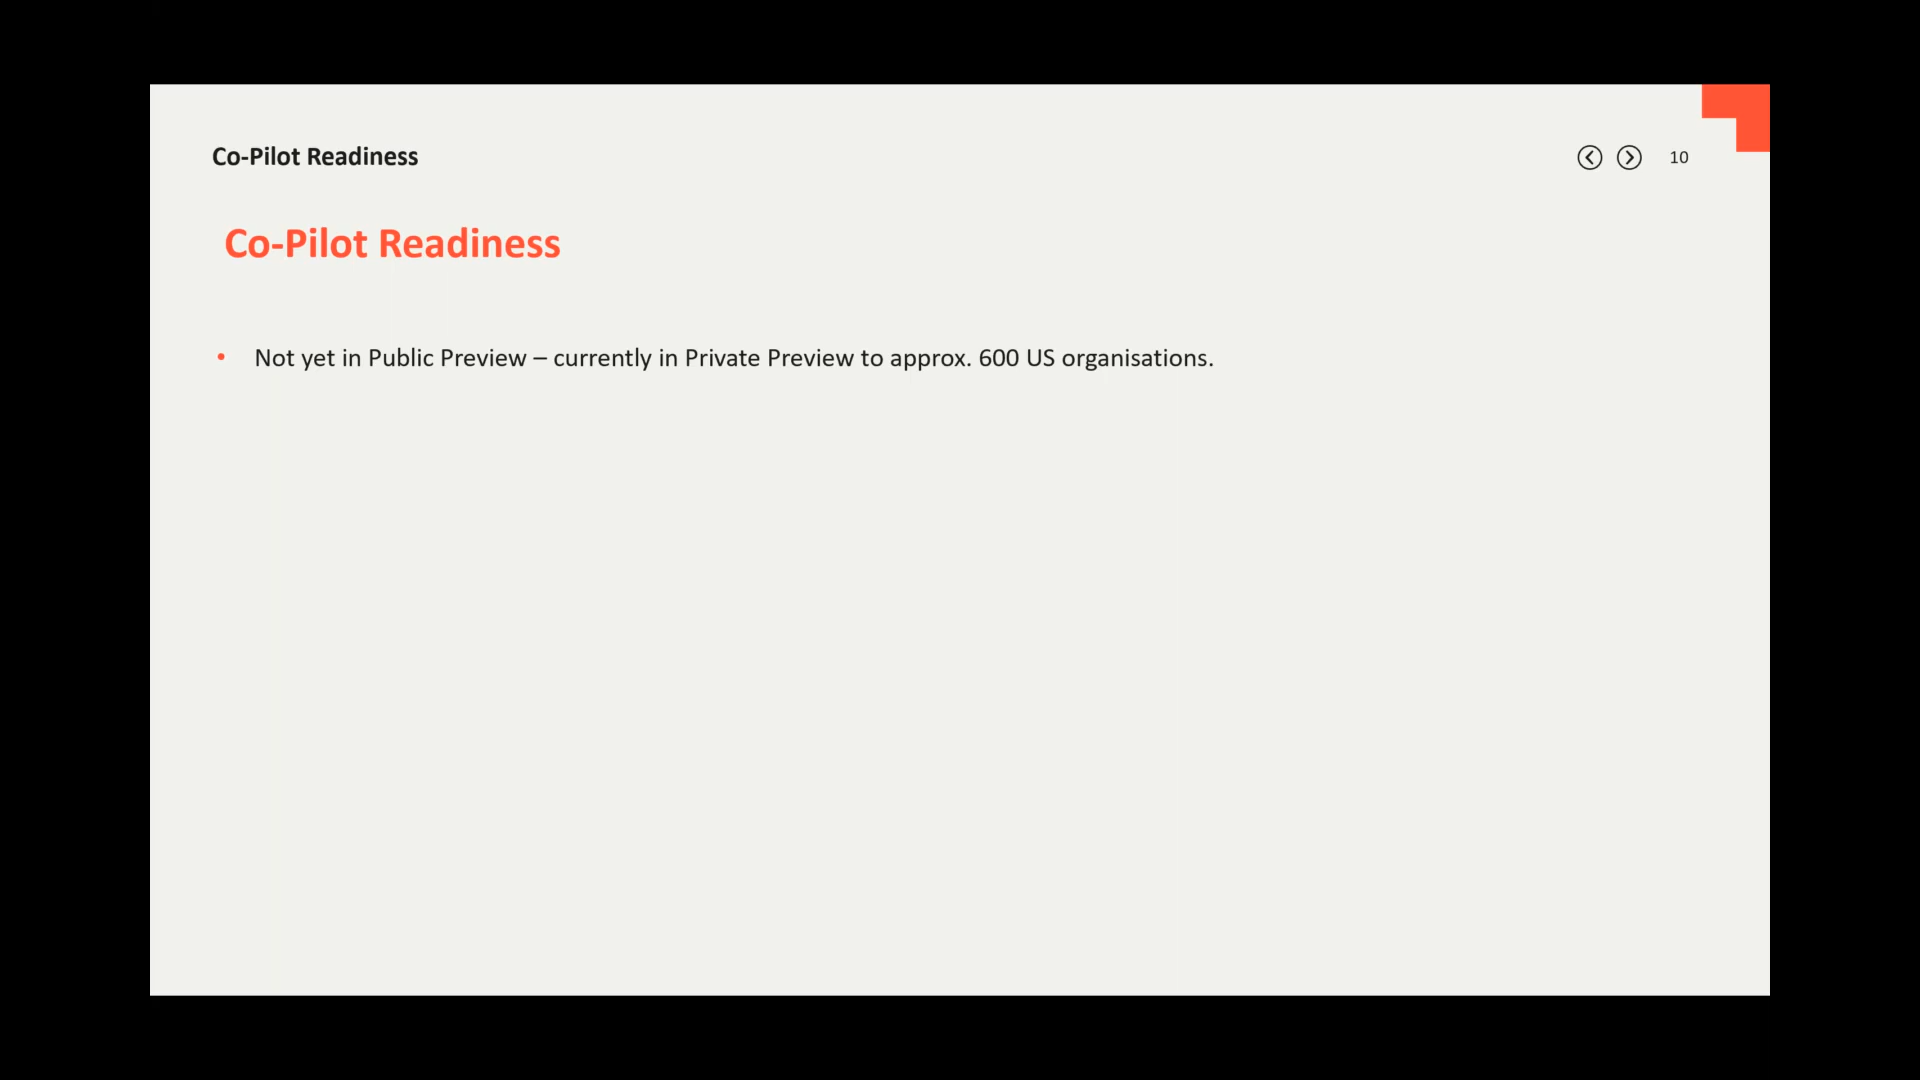 Co-Pilot Readiness
10
Co-Pilot Readiness
• Not yet in Public Preview – currently in Private Preview to approx. 600 US organisations.